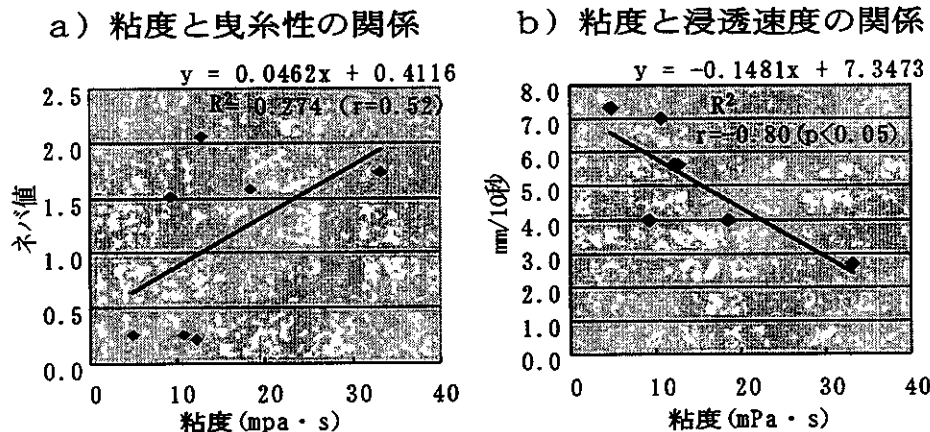 a) 粘度と曳糸性の関係
y = 0.0462x + 0.4116
R²= 0.274 (r=0.52)
2.5
2.0
1.5
1.0
0.5
0.0
ネバ値
0 10 20 30 40
粘度(mpa・s)
b) 粘度と浸透速度の関係
y = -0.1481x + 7.3473
R²
r=-0.80(p<0.05)
8.0
7.0
6.0
5.0
4.0
3.0
2.0
1.0
0.0
mm/10秒
0 10 20 30 40
粘度(mPa・s)